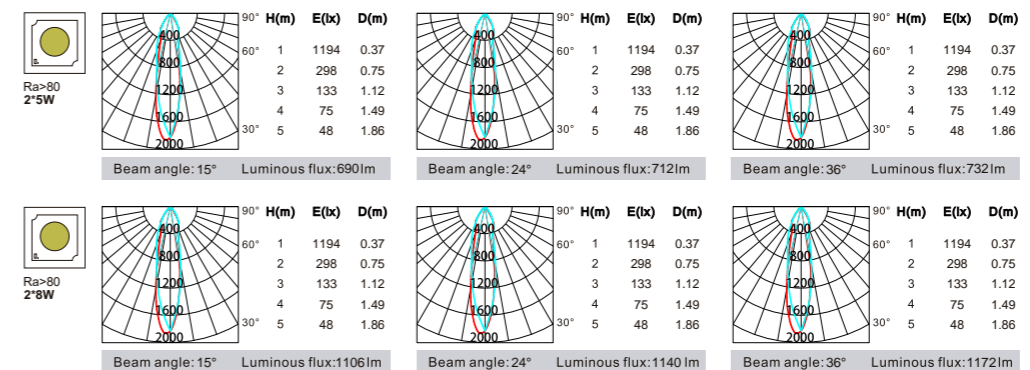 90° H(m) E(lx) D(m)
400
60° 1 1194 0.37
800
2 298 0.75
1200
3 133 1.12
1600
4 75 1.49
30° 5 48 1.86
2000
Beam angle:15° Luminous flux:690lm
90° H(m) E(lx) D(m)
400
60° 1 1194 0.37
800
2 298 0.75
1200
3 133 1.12
1600
4 75 1.49
30° 5 48 1.86
2000
Beam angle:24° Luminous flux:712lm
90° H(m) E(lx) D(m)
400
60° 1 1194 0.37
800
2 298 0.75
1200
3 133 1.12
1600
4 75 1.49
30° 5 48 1.86
2000
Beam angle:36° Luminous flux:732lm
Ra>80
2*5W
90° H(m) E(lx) D(m)
400
60° 1 1194 0.37
800
2 298 0.75
1200
3 133 1.12
1600
4 75 1.49
30° 5 48 1.86
2000
Beam angle:15° Luminous flux:1106lm
90° H(m) E(lx) D(m)
400
60° 1 1194 0.37
800
2 298 0.75
1200
3 133 1.12
1600
4 75 1.49
30° 5 48 1.86
2000
Beam angle:24° Luminous flux:1140lm
90° H(m) E(lx) D(m)
400
60° 1 1194 0.37
800
2 298 0.75
1200
3 133 1.12
1600
4 75 1.49
30° 5 48 1.86
2000
Beam angle:36° Luminous flux:1172lm
Ra>80
2*8W